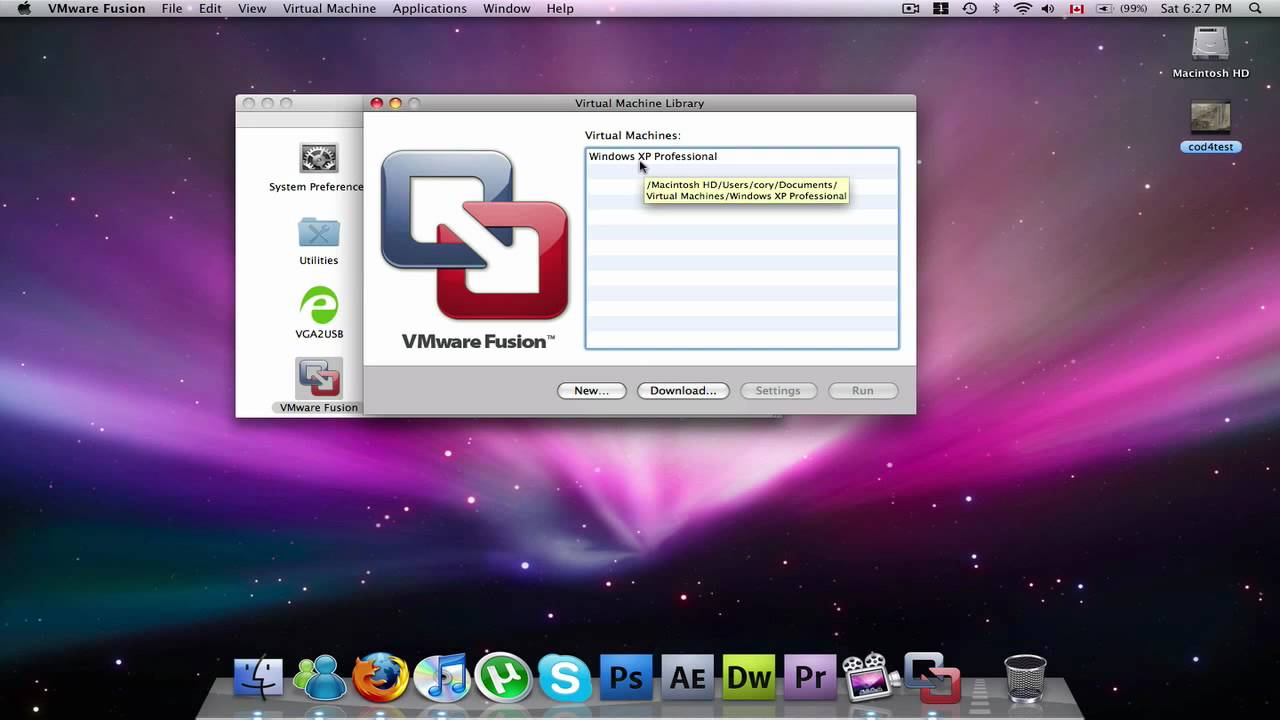 VMware Fusion File Edit View Virtual Machine Applications Window Help 1 (99%) Sat 6:27 PM
Macintosh HD
cod4test
Virtual Machine Library
System Preference
Utilities
VGA2USB
VMware Fusion
VMware Fusion™
Virtual Machines:
Windows XP Professional
/Macintosh HD/Users/cory/Documents/
Virtual Machines/Windows XP Professional
New... Download... Settings Run
µ S Ps AE Dw Pr